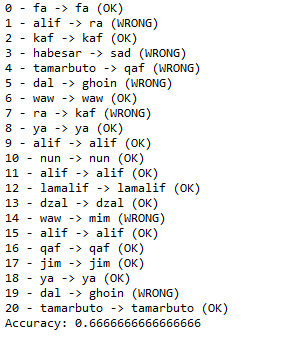 0 - fa -> fa (OK)
1 - alif -> ra (WRONG)
2 - kaf -> kaf (OK)
3 - habesar -> sad (WRONG)
4 - tamarbuto -> qaf (WRONG)
5 - dal -> ghoin (WRONG)
6 - waw -> waw (OK)
7 - ra -> kaf (WRONG)
8 - ya -> ya (OK)
9 - alif -> alif (OK)
10 - nun -> nun (OK)
11 - alif -> alif (OK)
12 - lamalif -> lamalif (OK)
13 - dzal -> dzal (OK)
14 - waw -> mim (WRONG)
15 - alif -> alif (OK)
16 - qaf -> qaf (OK)
17 - jim -> jim (OK)
18 - ya -> ya (OK)
19 - dal -> ghoin (WRONG)
20 - tamarbuto -> tamarbuto (OK)
Accuracy: 0.6666666666666666